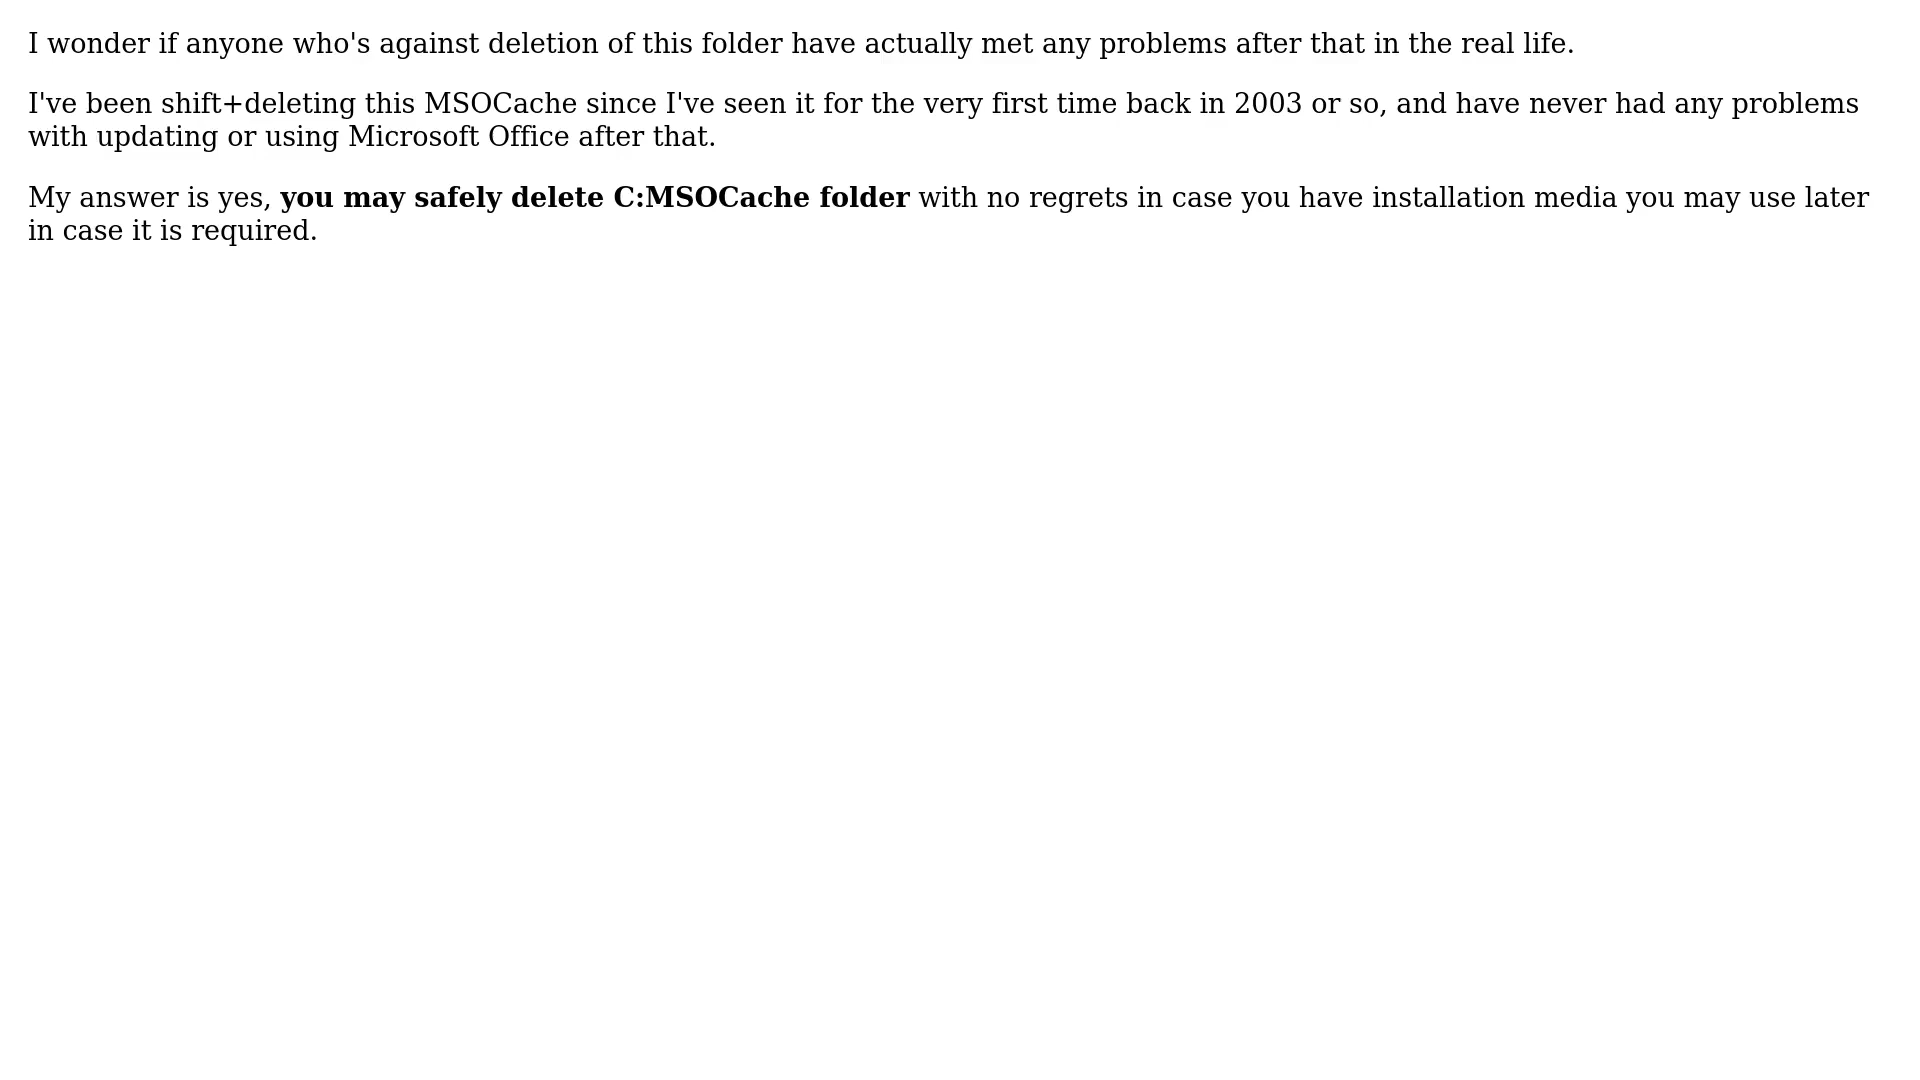 I wonder if anyone who's against deletion of this folder have actually met any problems after that in the real life.
I've been shift+deleting this MSOCache since I've seen it for the very first time back in 2003 or so, and have never had any problems
with updating or using Microsoft Office after that.
My answer is yes, you may safely delete C:MSOCache folder with no regrets in case you have installation media you may use later
in case it is required.